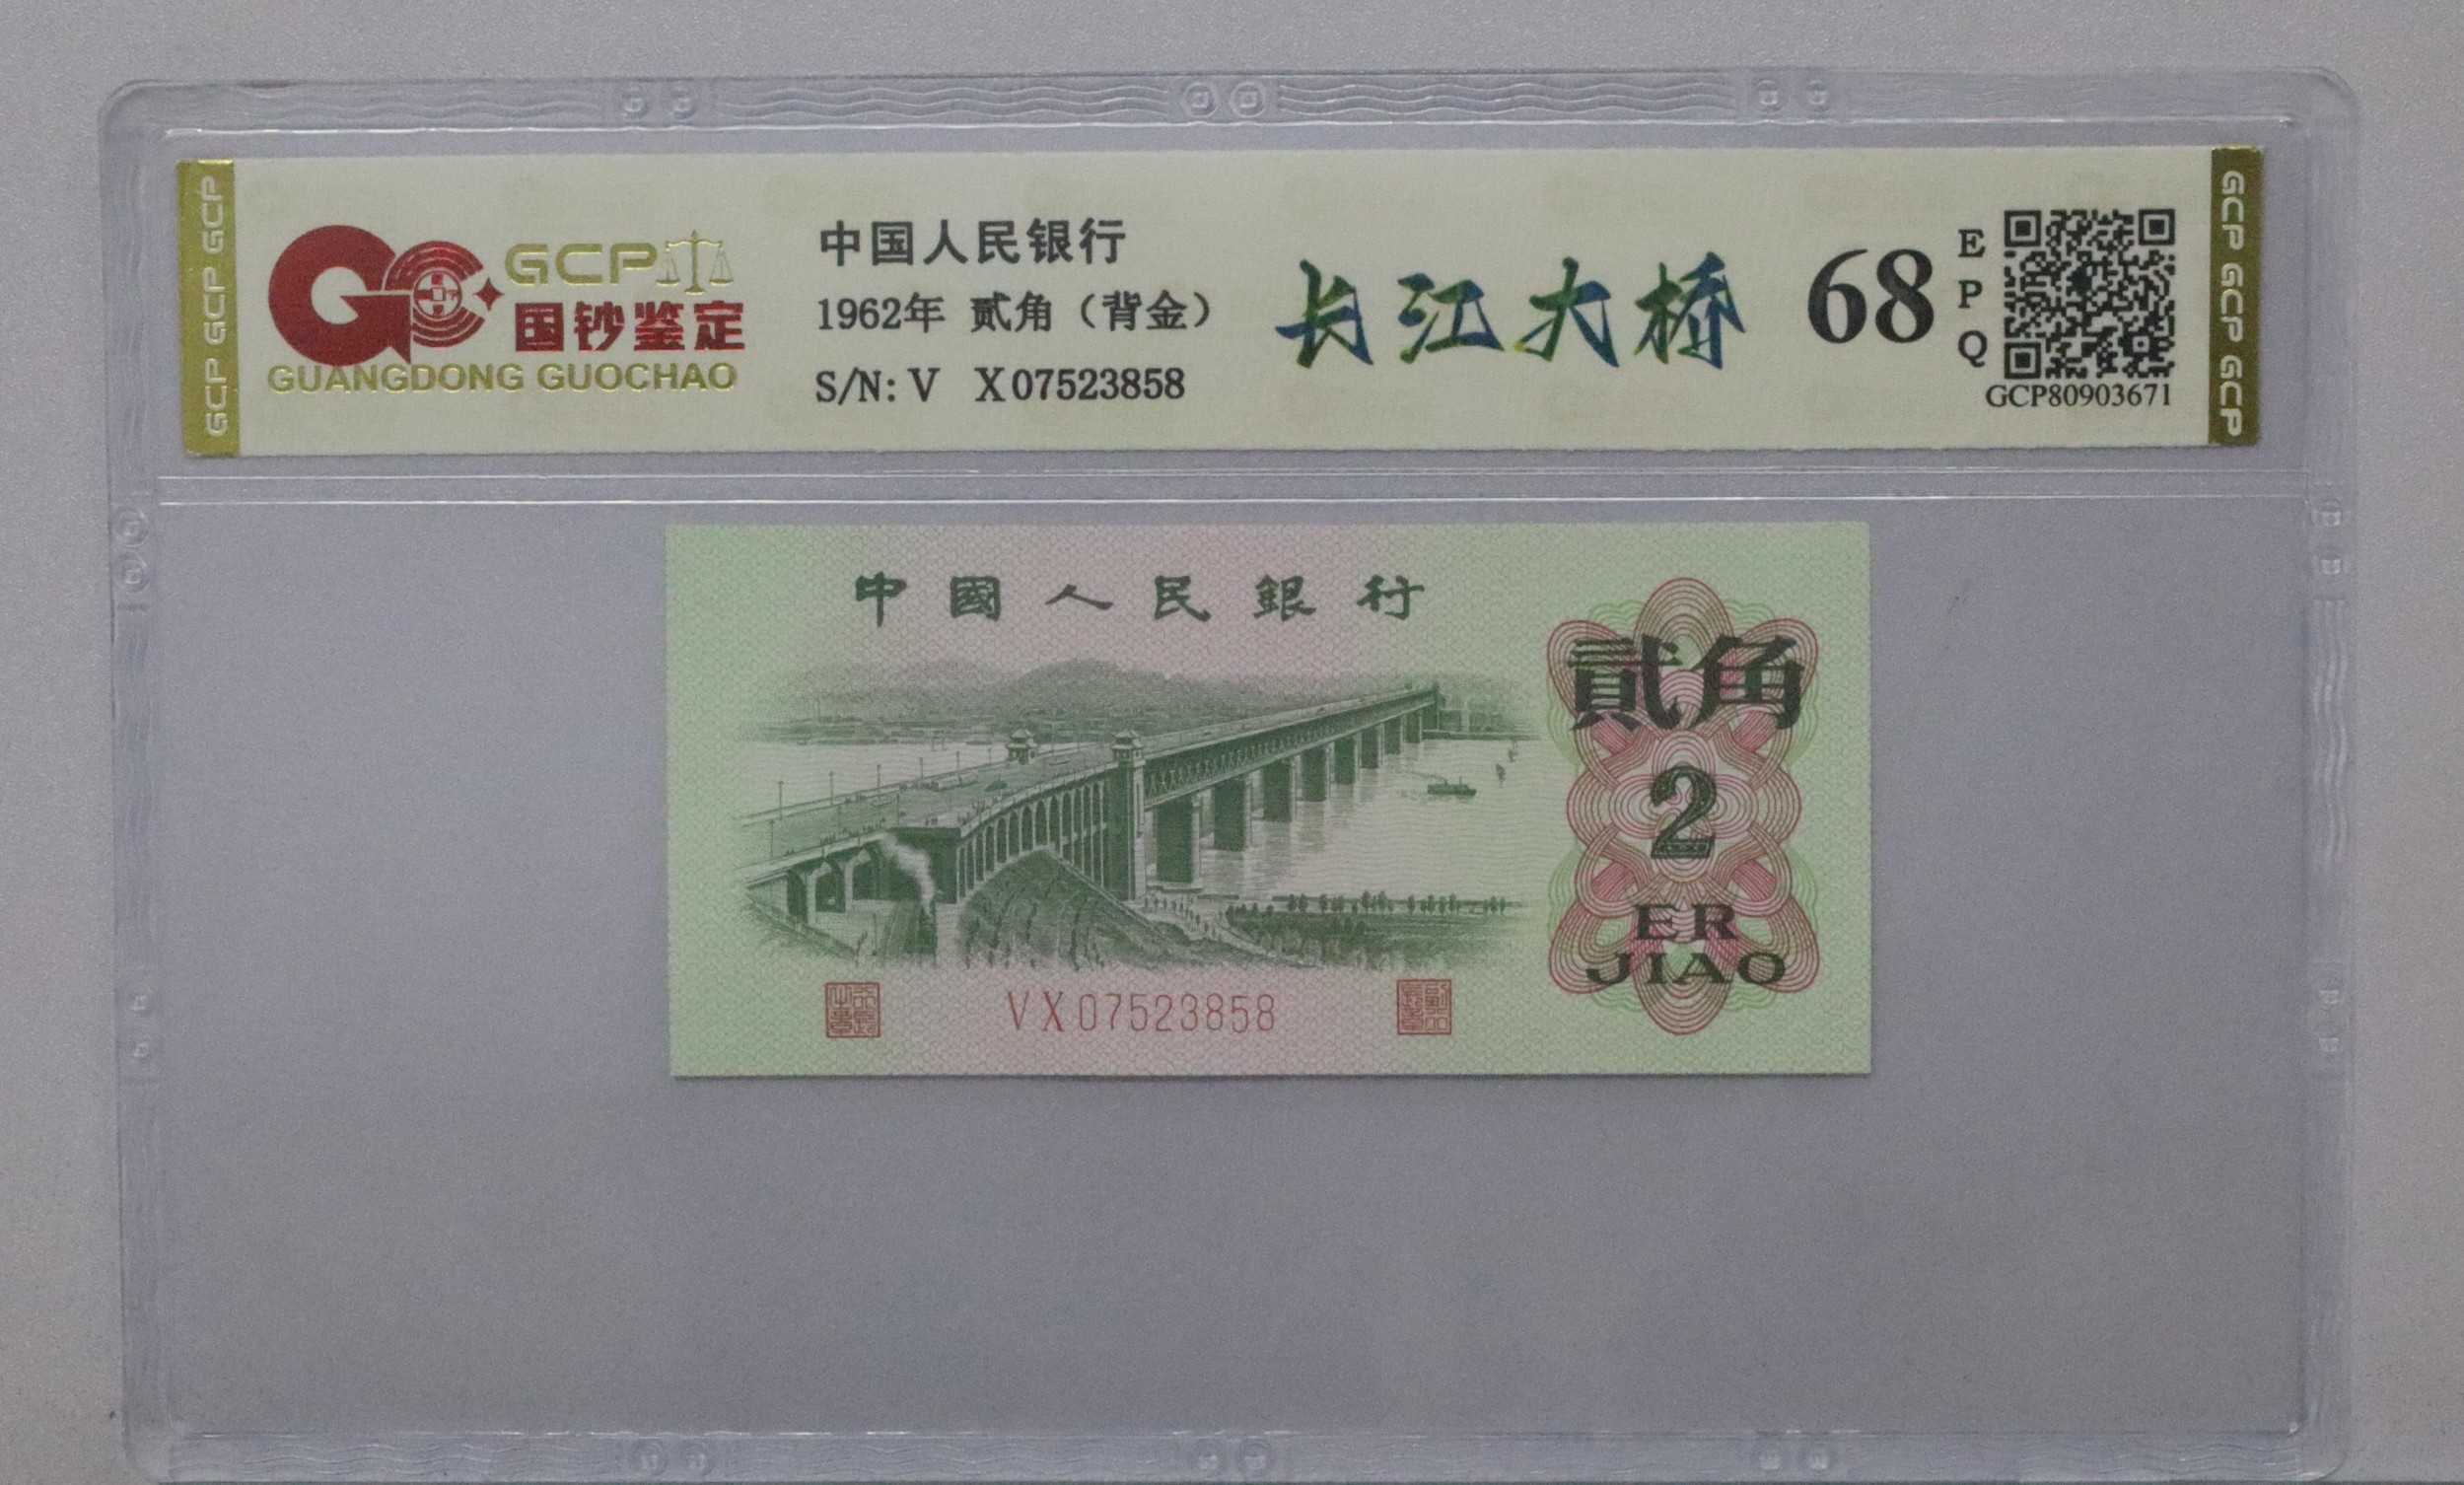 GCP GCP GCP
GCP
国钞鉴定
GUANGDONG GUOCHAO
中国人民银行
1962年 贰角（背金）
S/N: V X07523858
长江大桥
68
EPQ
GCP80903671
GCP GCP GCP
中國人民銀行
貳角
2
ER
JIAO
VX07523858